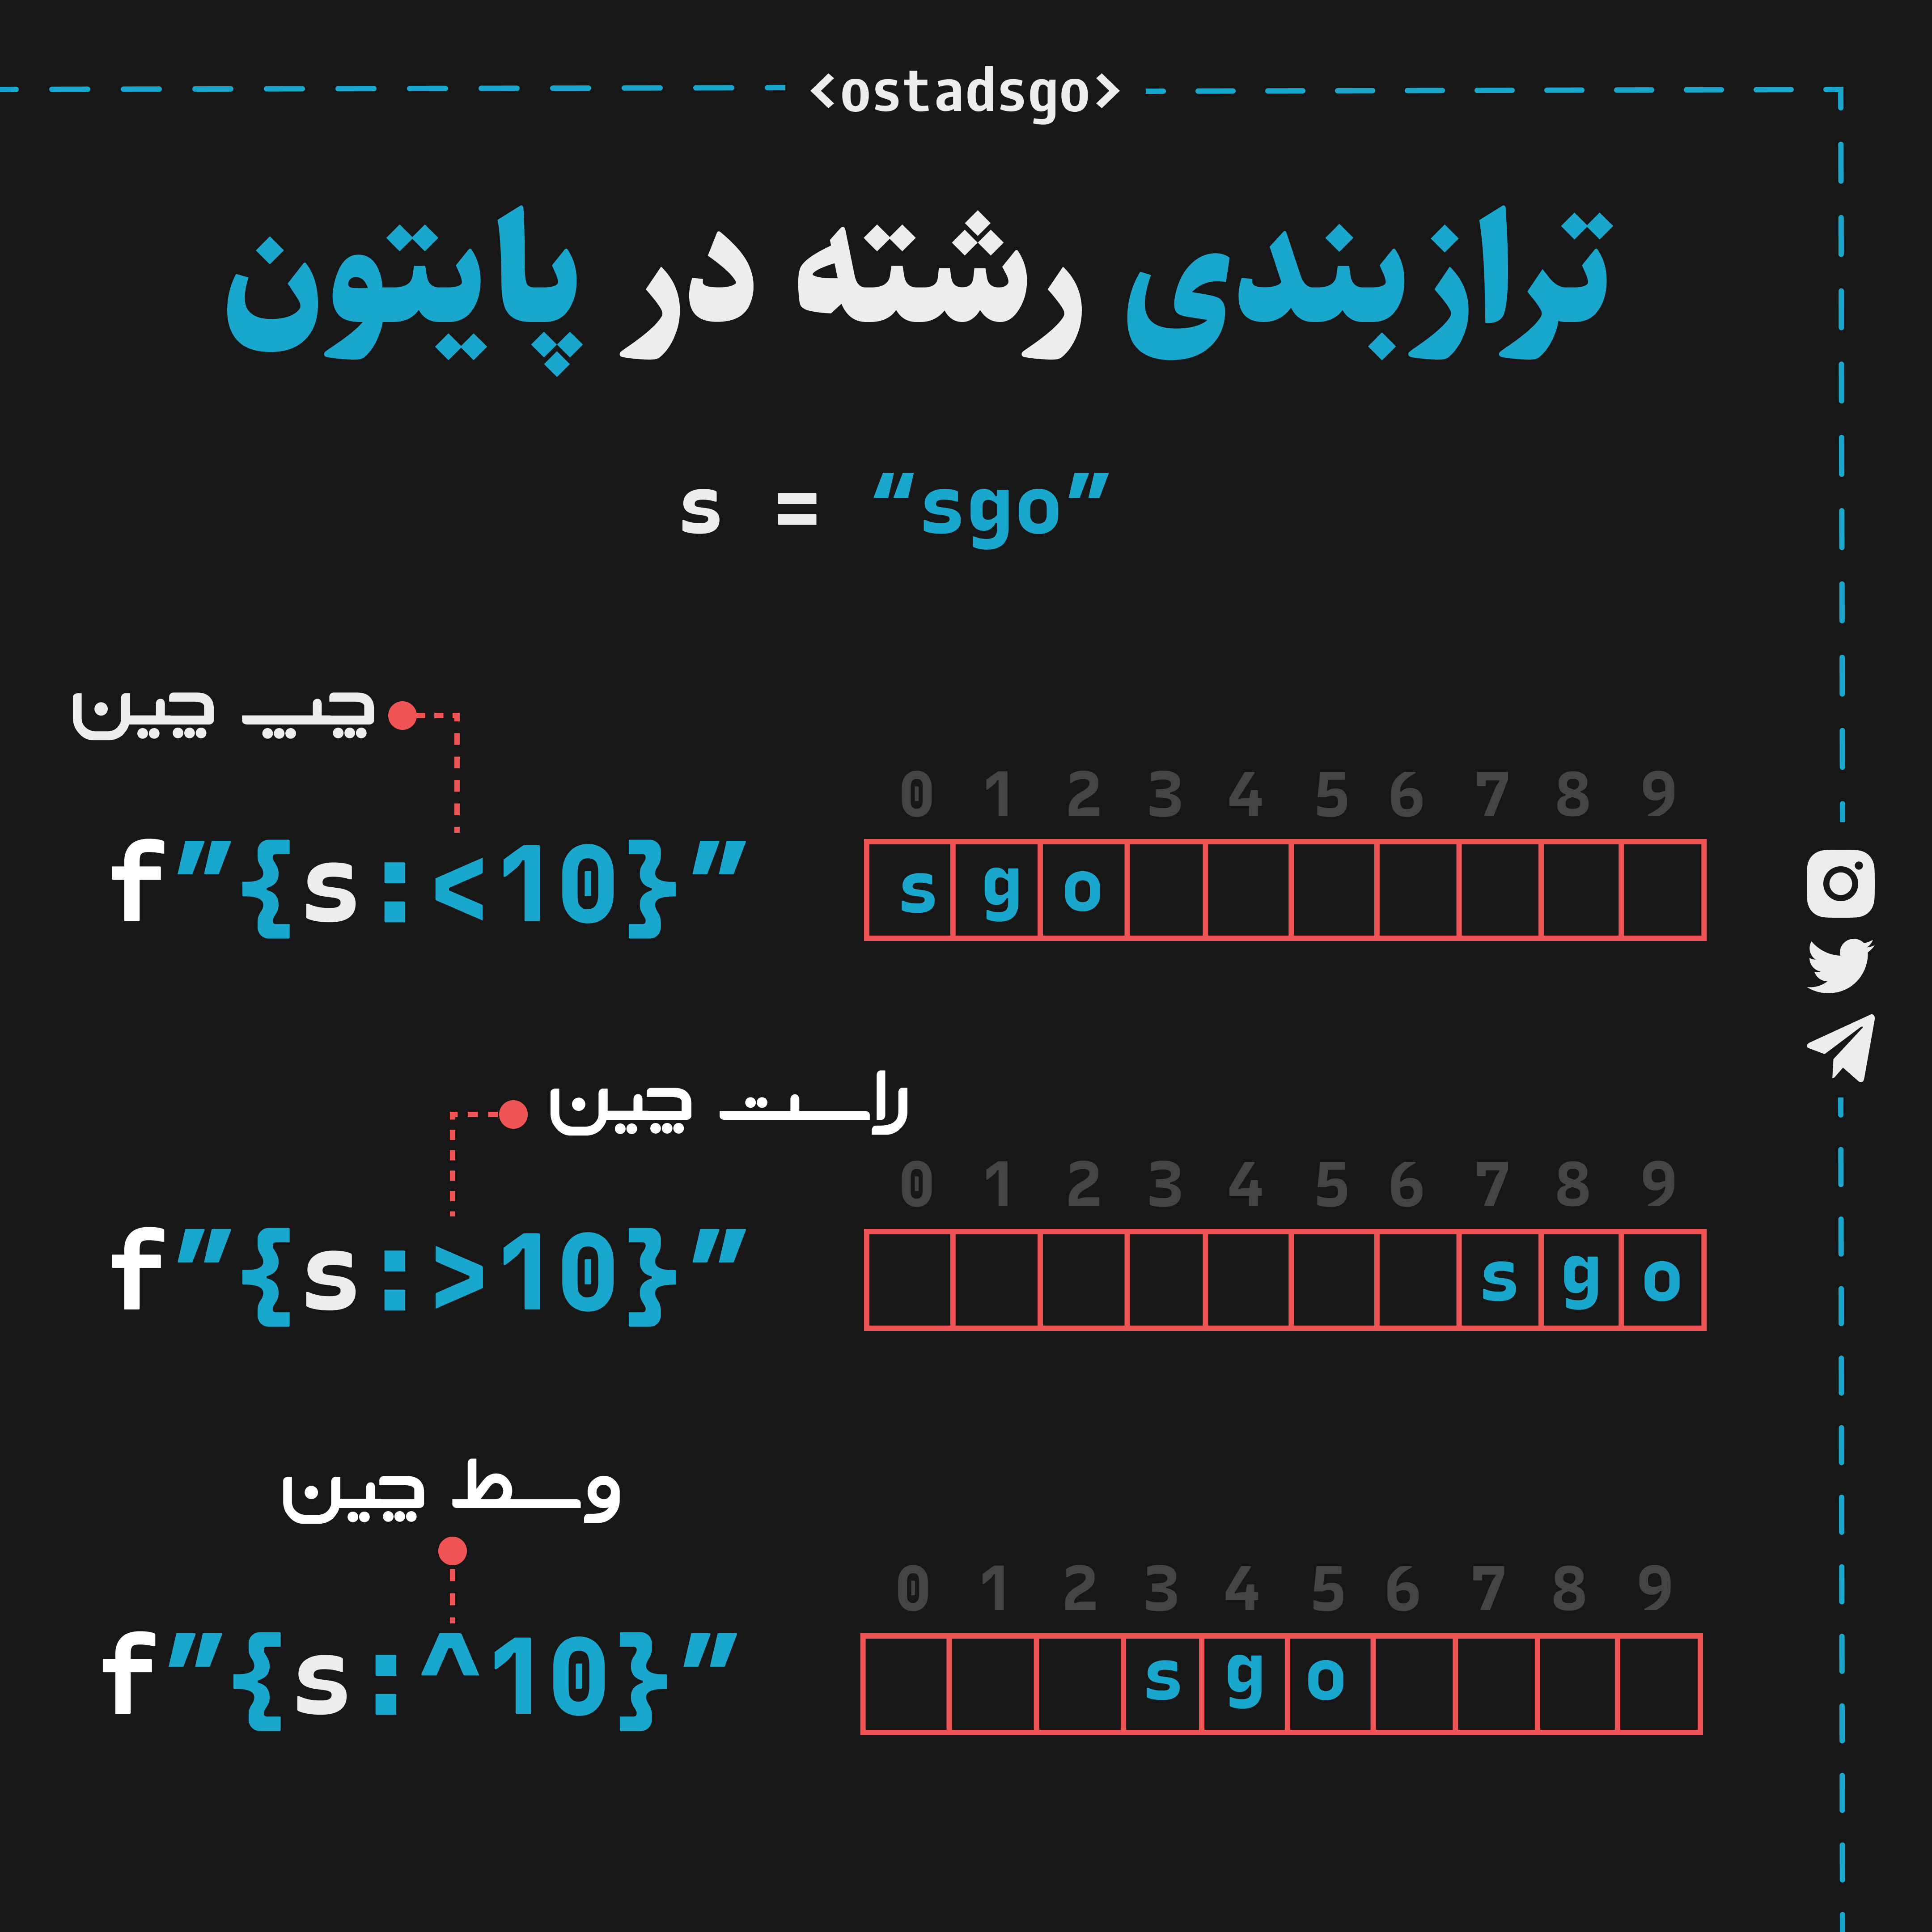 <ostadsgo>
ترازبندی رشته در پایتون
s = “sgo”
چپ چین
0 1 2 3 4 5 6 7 8 9
f”{s:<10}” s g o
راست چین
0 1 2 3 4 5 6 7 8 9
f”{s:>10}” s g o
وسط چین
0 1 2 3 4 5 6 7 8 9
f”{s:^10}” s g o